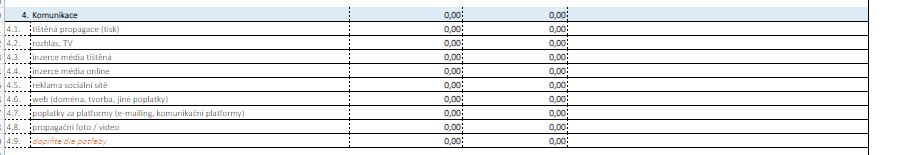 4. Komunikace 0,00 0,00
4.1. tištěná propagace (tisk) 0,00 0,00
4.2. rozhlas, TV 0,00 0,00
4.3. inzerce média tištěná 0,00 0,00
4.4. inzerce média online 0,00 0,00
4.5. reklama sociální sítě 0,00 0,00
4.6. web (doména, tvorba, jiné poplatky) 0,00 0,00
4.7. poplatky za platformy (e-mailing, komunikační platformy) 0,00 0,00
4.8. propagační foto / video 0,00 0,00
4.9. doplňte dle potřeby 0,00 0,00